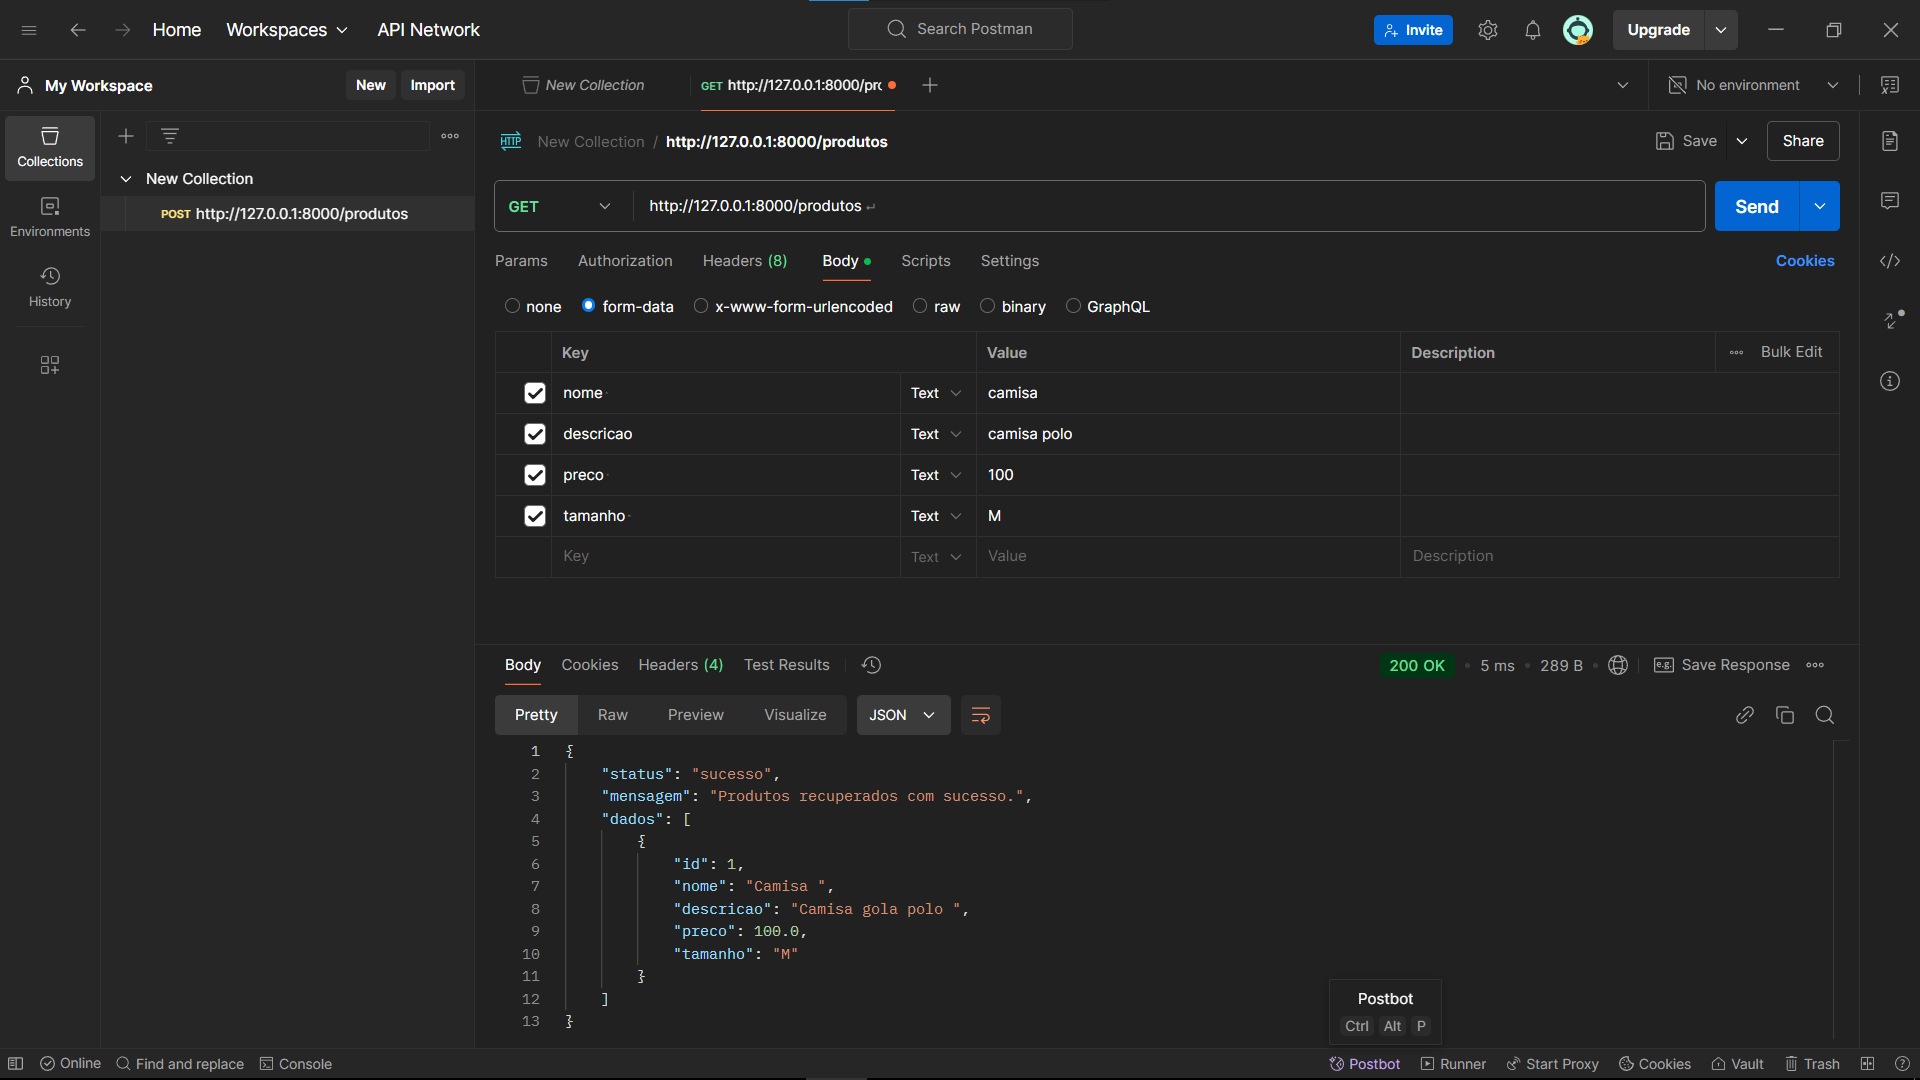 Home Workspaces API Network Search Postman Invite Upgrade
My Workspace New Import New Collection GET http://127.0.0.1:8000/pro No environment
Collections
New Collection / http://127.0.0.1:8000/produtos Save Share
New Collection
POST http://127.0.0.1:8000/produtos
Environments
History
GET http://127.0.0.1:8000/produtos Send
Params Authorization Headers (8) Body Scripts Settings Cookies
none form-data x-www-form-urlencoded raw binary GraphQL
Key Value Description Bulk Edit
nome Text camisa
descricao Text camisa polo
preco Text 100
tamanho Text M
Key Text Value Description
Body Cookies Headers (4) Test Results 200 OK 5 ms 289 B e.g. Save Response
Pretty Raw Preview Visualize JSON
1 {
2 "status": "sucesso",
3 "mensagem": "Produtos recuperados com sucesso.",
4 "dados": [
5 {
6 "id": 1,
7 "nome": "Camisa ",
8 "descricao": "Camisa gola polo ",
9 "preco": 100.0,
10 "tamanho": "M"
11 }
12 ]
13 }
Postbot
Ctrl Alt P
Online Find and replace Console Postbot Runner Start Proxy Cookies Vault Trash